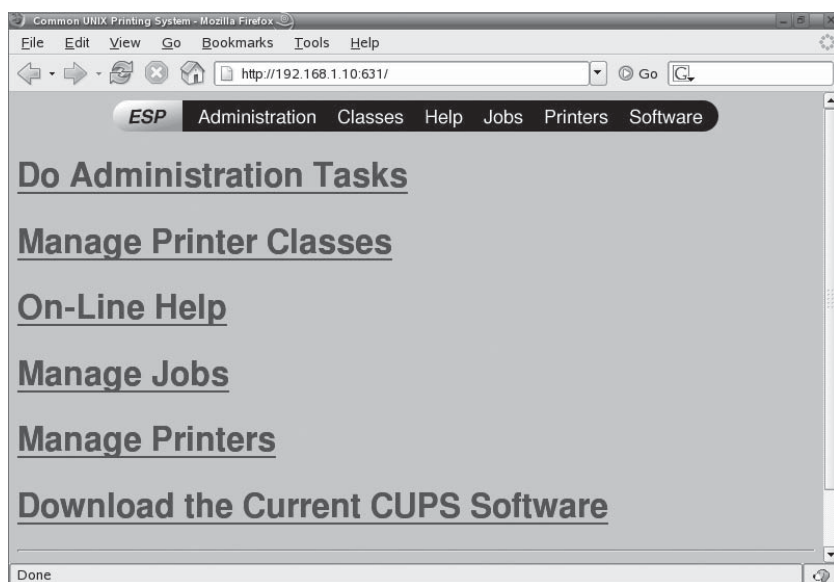 Common UNIX Printing System - Mozilla Firefox
File Edit View Go Bookmarks Tools Help
http://192.168.1.10:631/ Go G
ESP Administration Classes Help Jobs Printers Software
Do Administration Tasks
Manage Printer Classes
On-Line Help
Manage Jobs
Manage Printers
Download the Current CUPS Software
Done